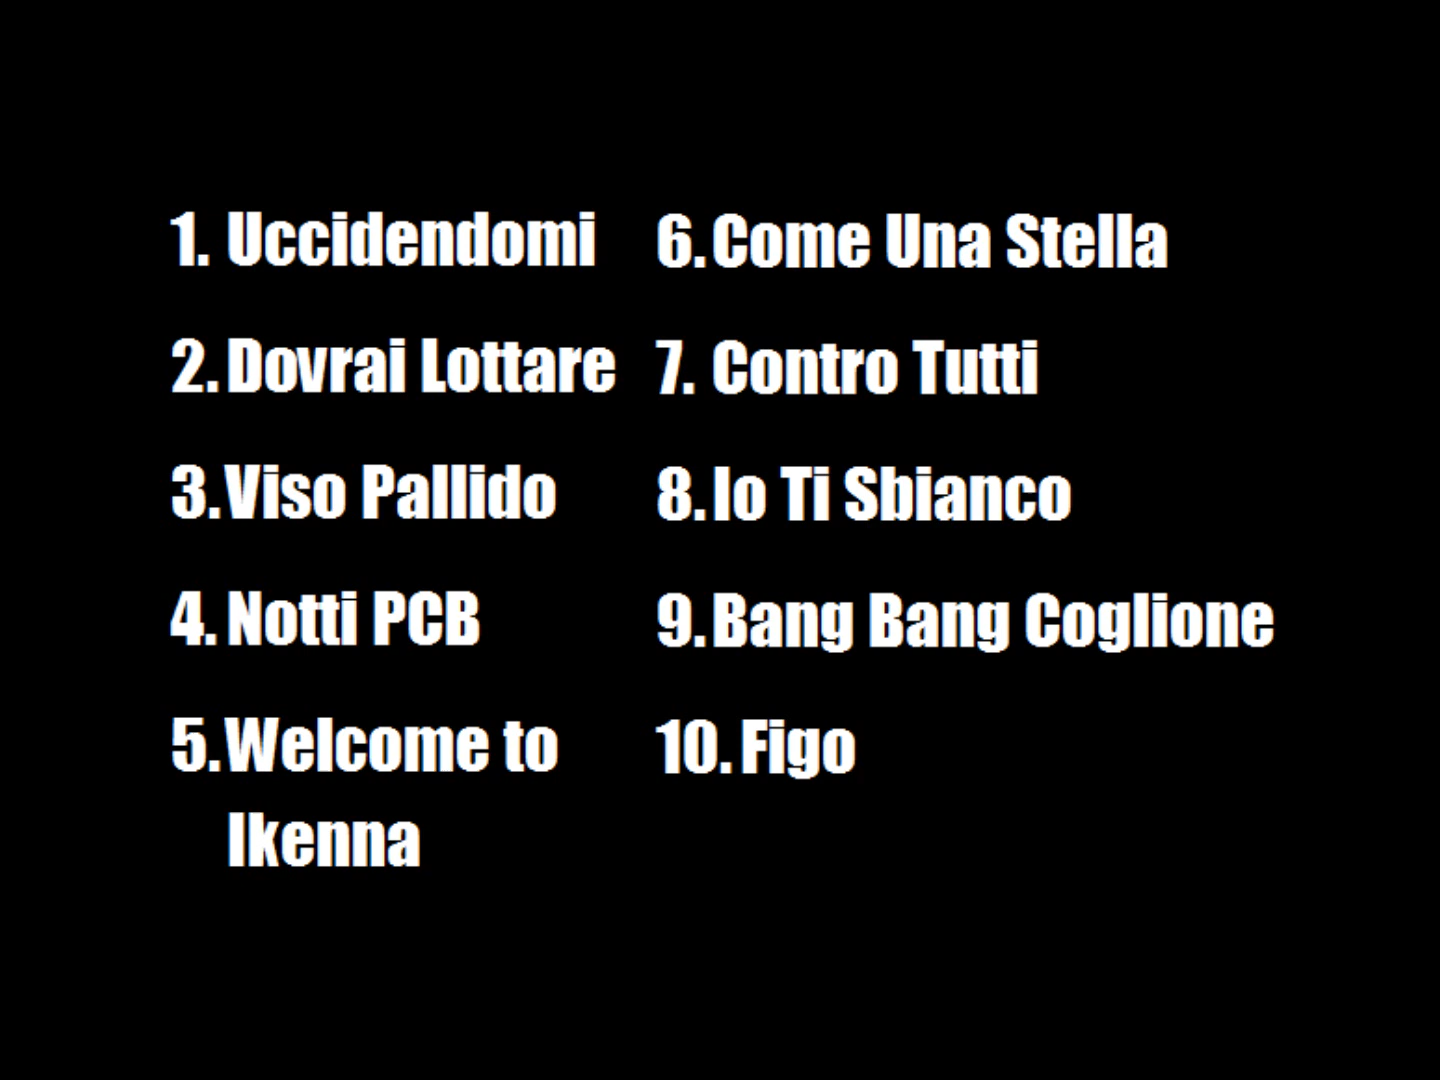 1. Uccidendomi
2. Dovrai Lottare
3. Viso Pallido
4. Notti PCB
5. Welcome to
Ikenna
6. Come Una Stella
7. Contro Tutti
8. Io Ti Sbianco
9. Bang Bang Coglione
10. Figo